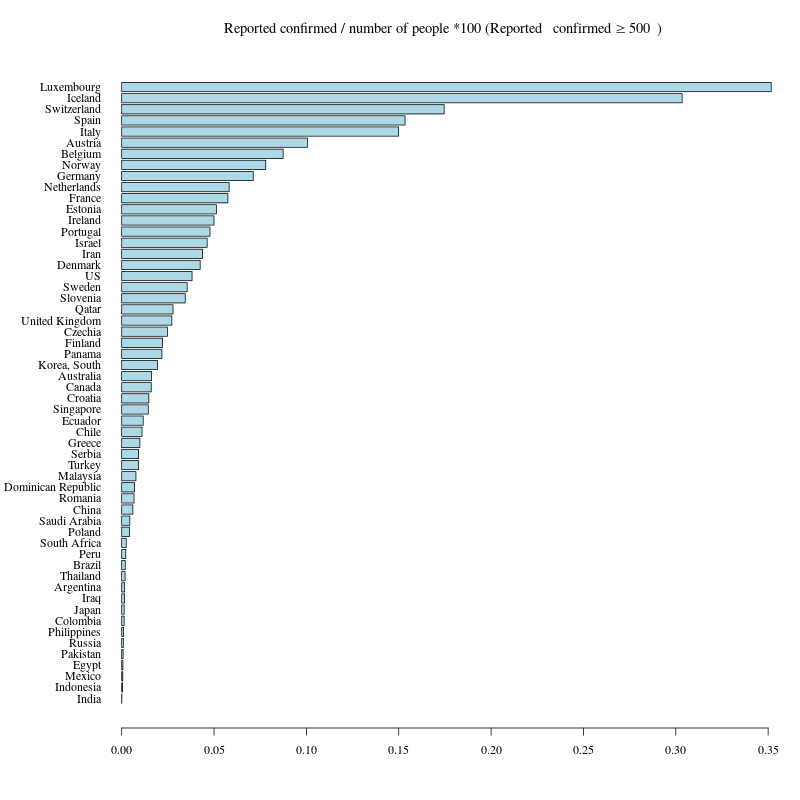 Reported confirmed / number of people *100 (Reported confirmed ≥ 500 )
Luxembourg
Iceland
Switzerland
Spain
Italy
Austria
Belgium
Norway
Germany
Netherlands
France
Estonia
Ireland
Portugal
Israel
Iran
Denmark
US
Sweden
Slovenia
Qatar
United Kingdom
Czechia
Finland
Panama
Korea, South
Australia
Canada
Croatia
Singapore
Ecuador
Chile
Greece
Serbia
Turkey
Malaysia
Dominican Republic
Romania
China
Saudi Arabia
Poland
South Africa
Peru
Brazil
Thailand
Argentina
Iraq
Japan
Colombia
Philippines
Russia
Pakistan
Egypt
Mexico
Indonesia
India
0.00 0.05 0.10 0.15 0.20 0.25 0.30 0.35